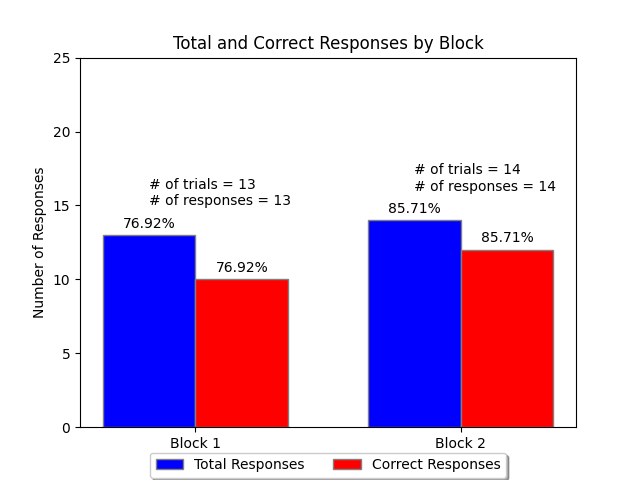 Total and Correct Responses by Block
25
20
15
10
5
0
Number of Responses
# of trials = 13
# of responses = 13
76.92%
76.92%
# of trials = 14
# of responses = 14
85.71%
85.71%
Block 1
Block 2
Total Responses
Correct Responses